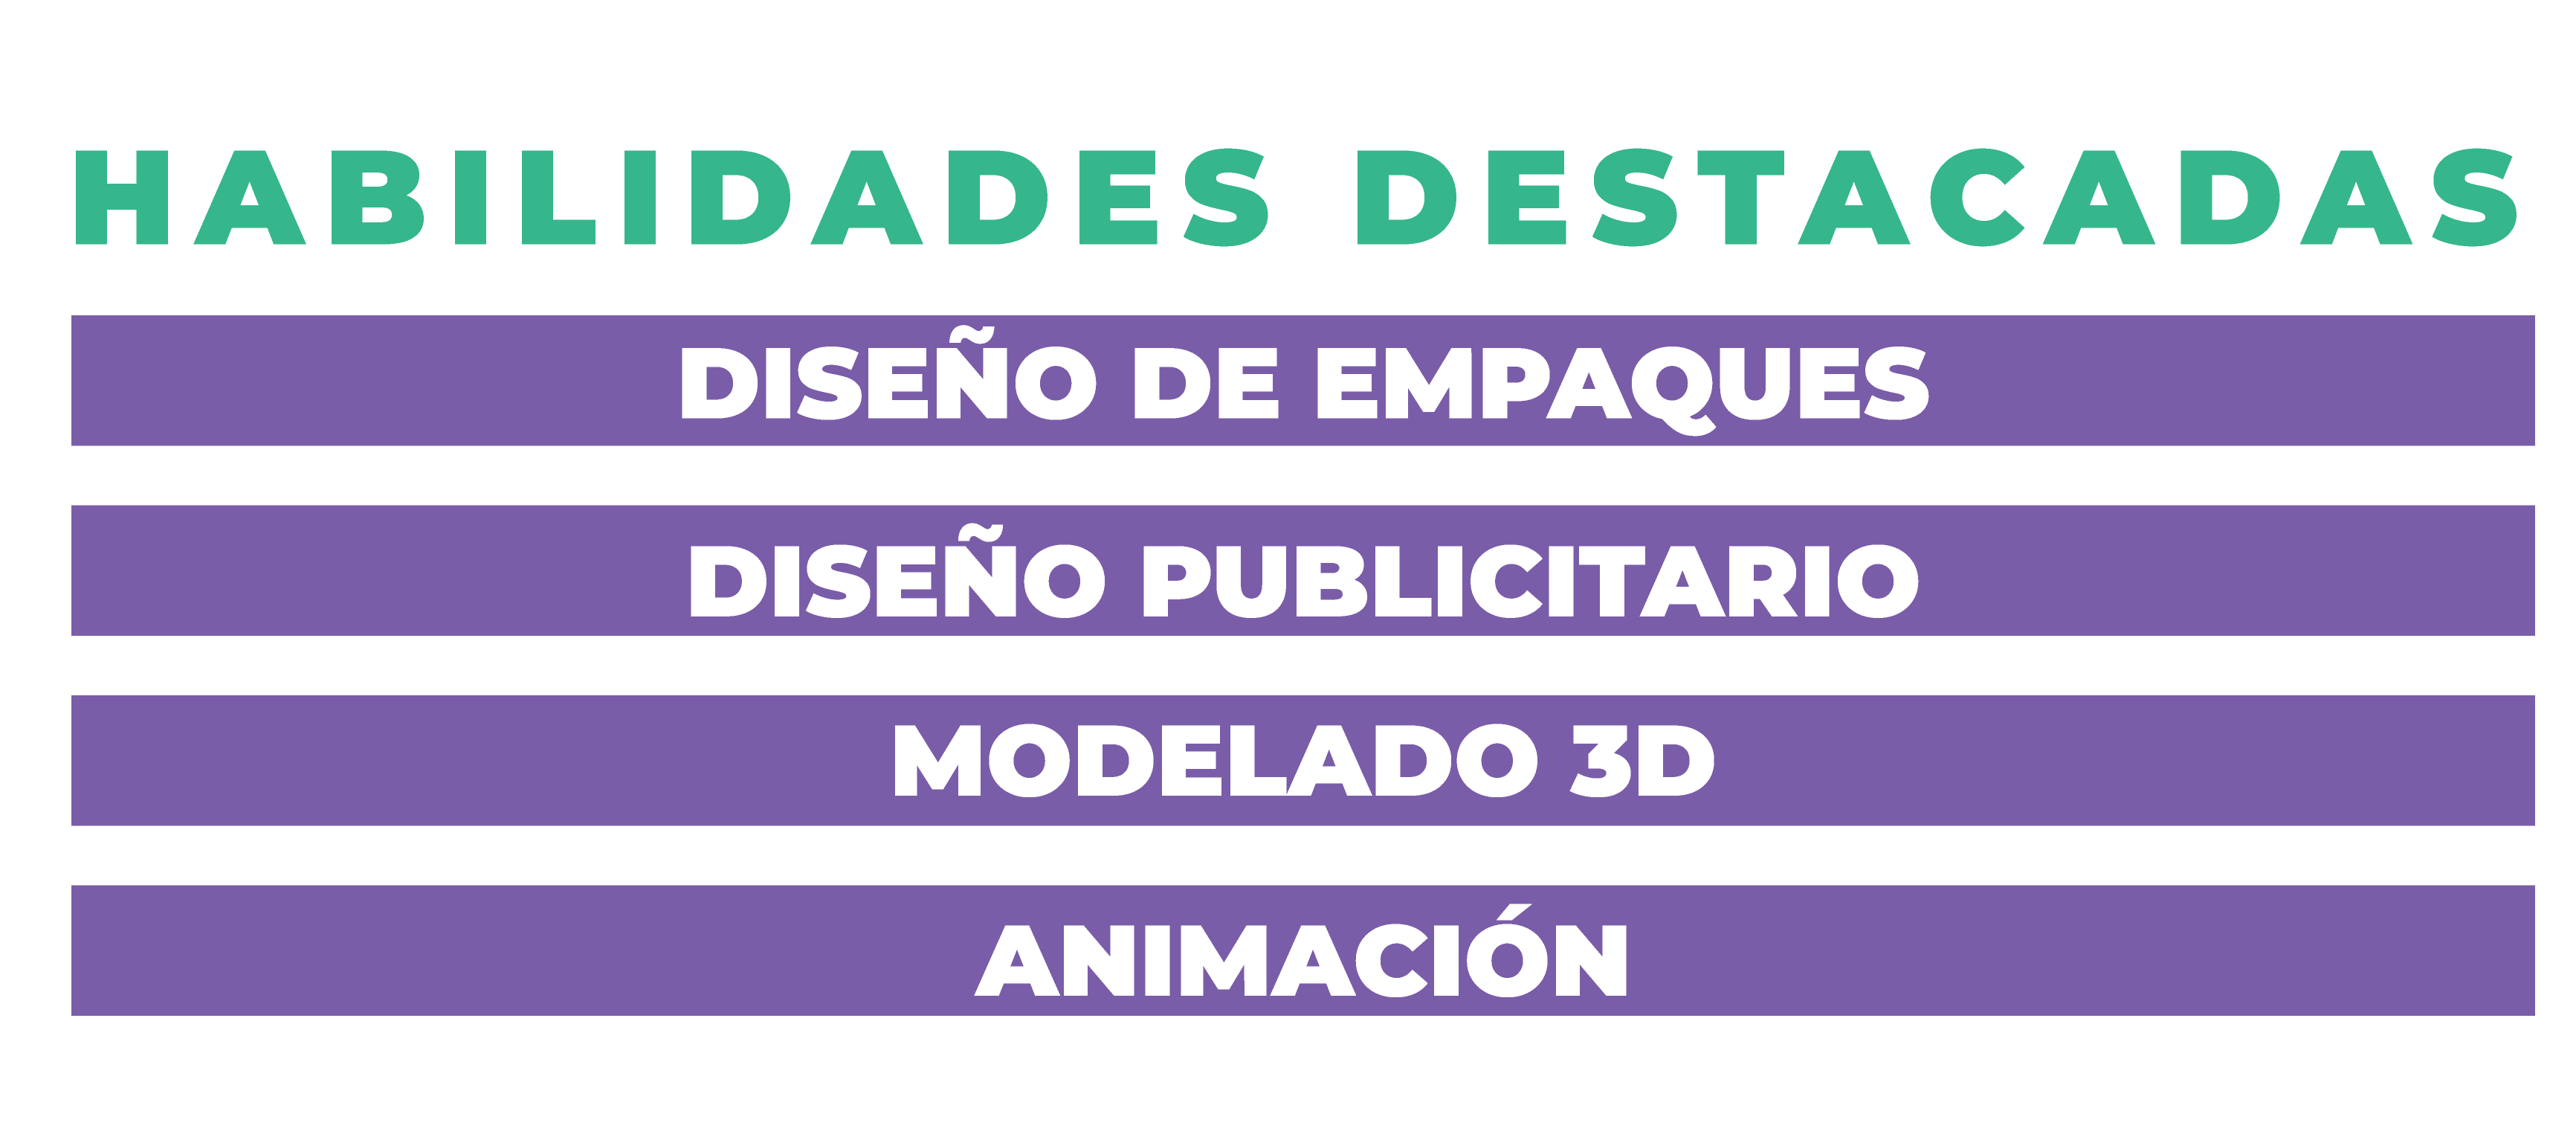 HABILIDADES DESTACADAS
DISEÑO DE EMPAQUES
DISEÑO PUBLICITARIO
MODELADO 3D
ANIMACIÓN